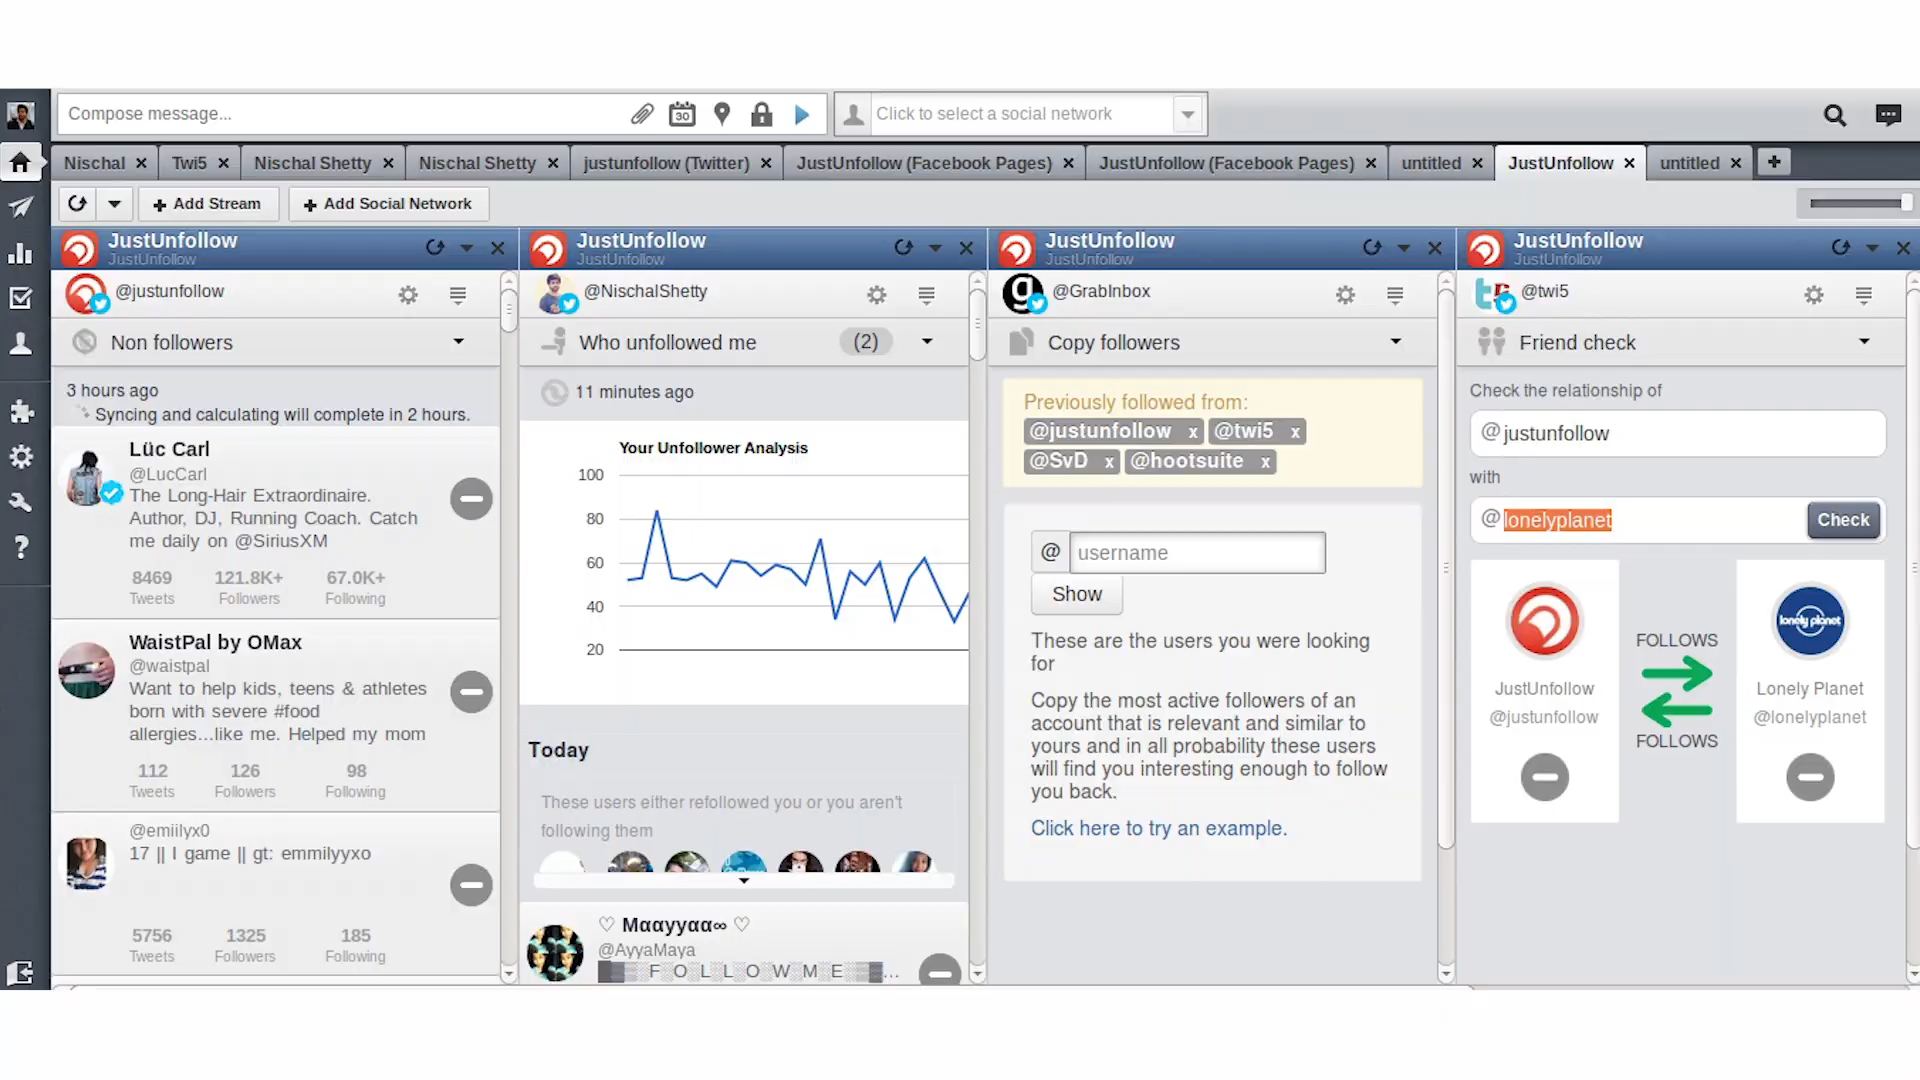 Compose message...
30
Click to select a social network
Nischal
Twi5
Nischal Shetty
Nischal Shetty
justunfollow (Twitter)
JustUnfollow (Facebook Pages)
JustUnfollow (Facebook Pages)
untitled
JustUnfollow
untitled
Add Stream
Add Social Network
JustUnfollow
JustUnfollow
@justunfollow
Non followers
3 hours ago
Syncing and calculating will complete in 2 hours.
Lüc Carl
@LucCarl
The Long-Hair Extraordinaire.
Author, DJ, Running Coach. Catch
me daily on @SiriusXM
8469 121.8K+ 67.0K+
Tweets Followers Following
WaistPal by OMax
@waistpal
Want to help kids, teens & athletes
born with severe #food
allergies...like me. Helped my mom
112 126 98
Tweets Followers Following
@emiilyx0
17 || I game || gt: emmilyyxo
5756 1325 185
Tweets Followers Following
JustUnfollow
JustUnfollow
@NischalShetty
Who unfollowed me (2)
11 minutes ago
Your Unfollower Analysis
100
80
60
40
20
Today
These users either refollowed you or you aren't
following them
♡ Mααyyαα∞ ♡
@AyyaMaya
F░O░L░L░O░W░M░E
JustUnfollow
JustUnfollow
@GrabInbox
Copy followers
Previously followed from:
@justunfollow x @twi5 x
@SvD x @hootsuite x
@ username
Show
These are the users you were looking
for
Copy the most active followers of an
account that is relevant and similar to
yours and in all probability these users
will find you interesting enough to follow
you back.
Click here to try an example.
JustUnfollow
JustUnfollow
@twi5
Friend check
Check the relationship of
@justunfollow
with
@lonelyplanet
Check
lonely planet
FOLLOWS
JustUnfollow
@justunfollow
Lonely Planet
@lonelyplanet
FOLLOWS